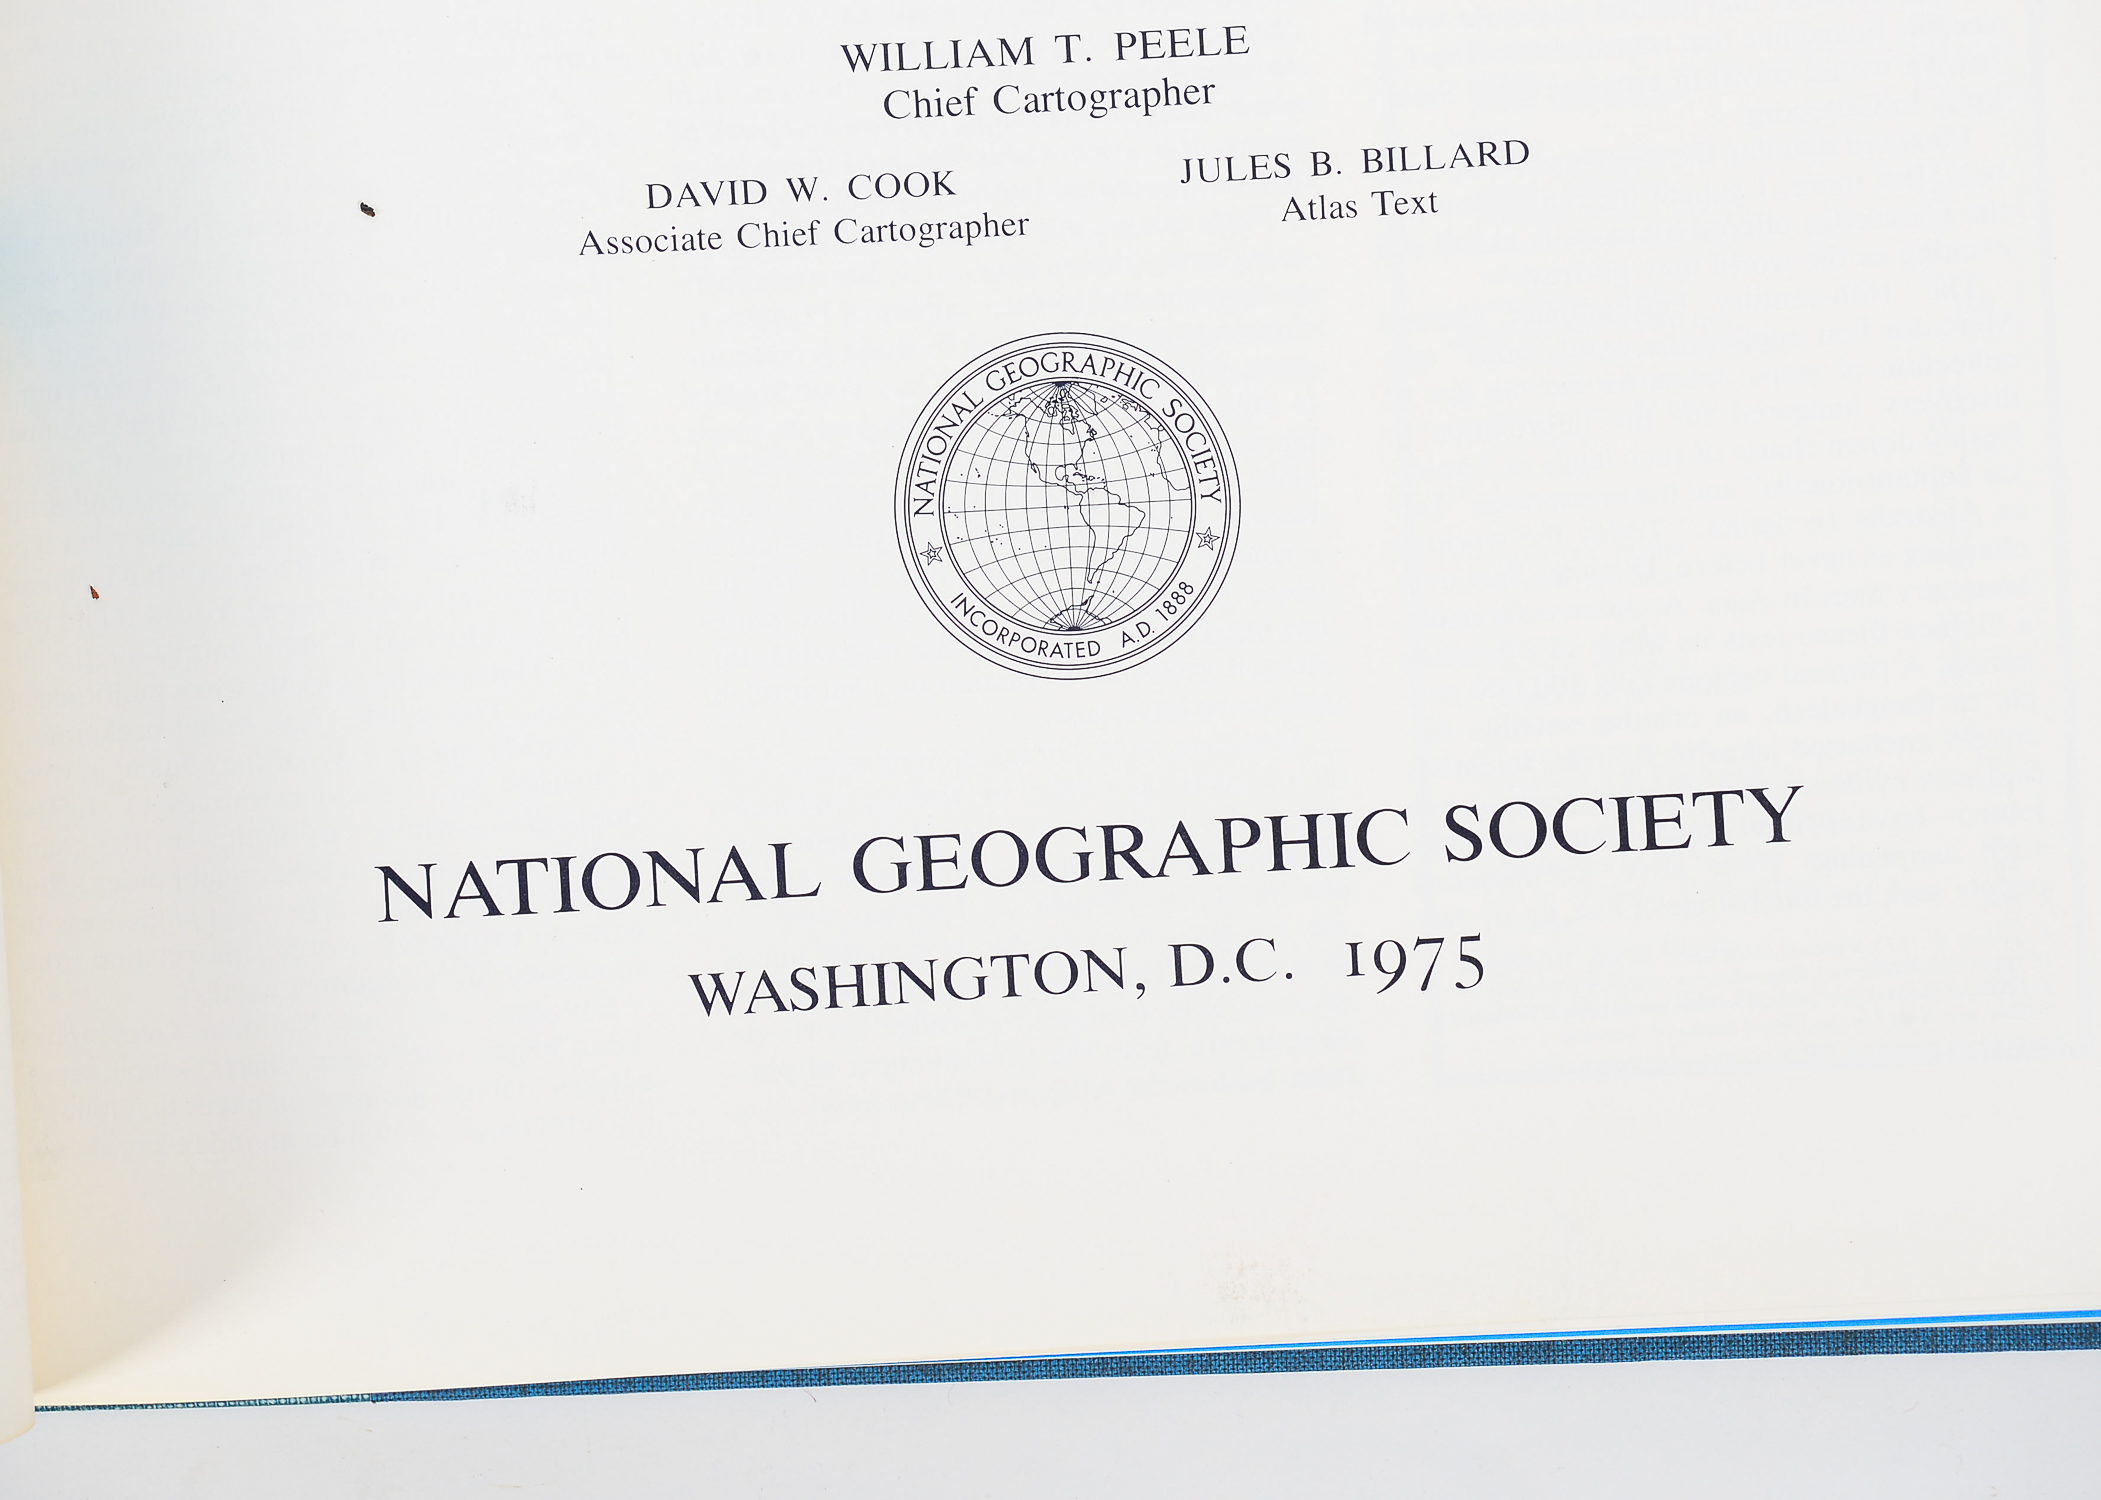 WILLIAM T. PEELE
Chief Cartographer
DAVID W. COOK
Associate Chief Cartographer
JULES B. BILLARD
Atlas Text
NATIONAL GEOGRAPHIC SOCIETY
INCORPORATED A.D. 1888
NATIONAL GEOGRAPHIC SOCIETY
WASHINGTON, D.C. 1975